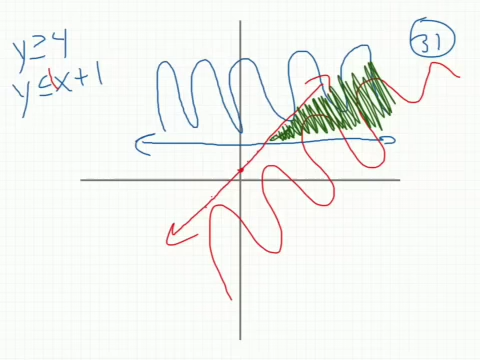 y ≥ 4
y ≤ x + 1
31